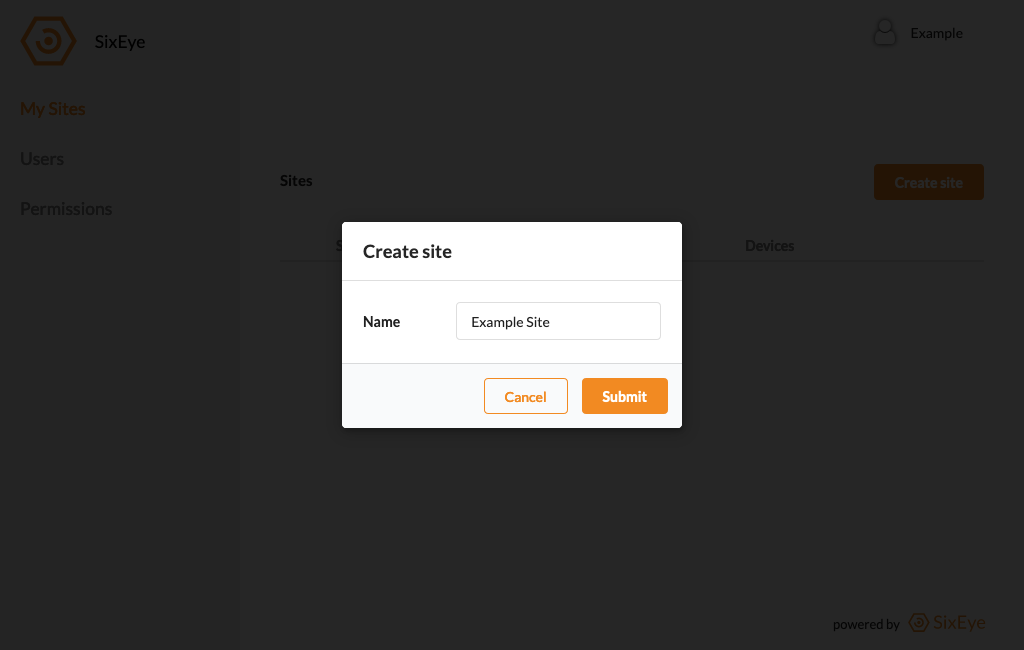 SixEye
Example
My Sites
Users
Permissions
Sites
Create site
Devices
Create site
Name
Example Site
Cancel
Submit
powered by SixEye